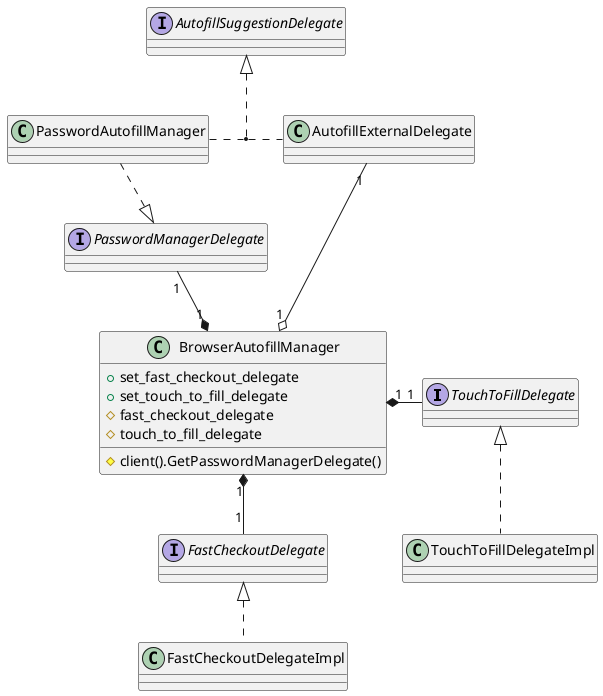 I AutofillSuggestionDelegate
C PasswordAutofillManager
C AutofillExternalDelegate
1
I PasswordManagerDelegate
1
1
1
C BrowserAutofillManager
set_fast_checkout_delegate
set_touch_to_fill_delegate
fast_checkout_delegate
touch_to_fill_delegate
client().GetPasswordManagerDelegate()
1 1
I TouchToFillDelegate
1
1
I FastCheckoutDelegate
C TouchToFillDelegateImpl
C FastCheckoutDelegateImpl